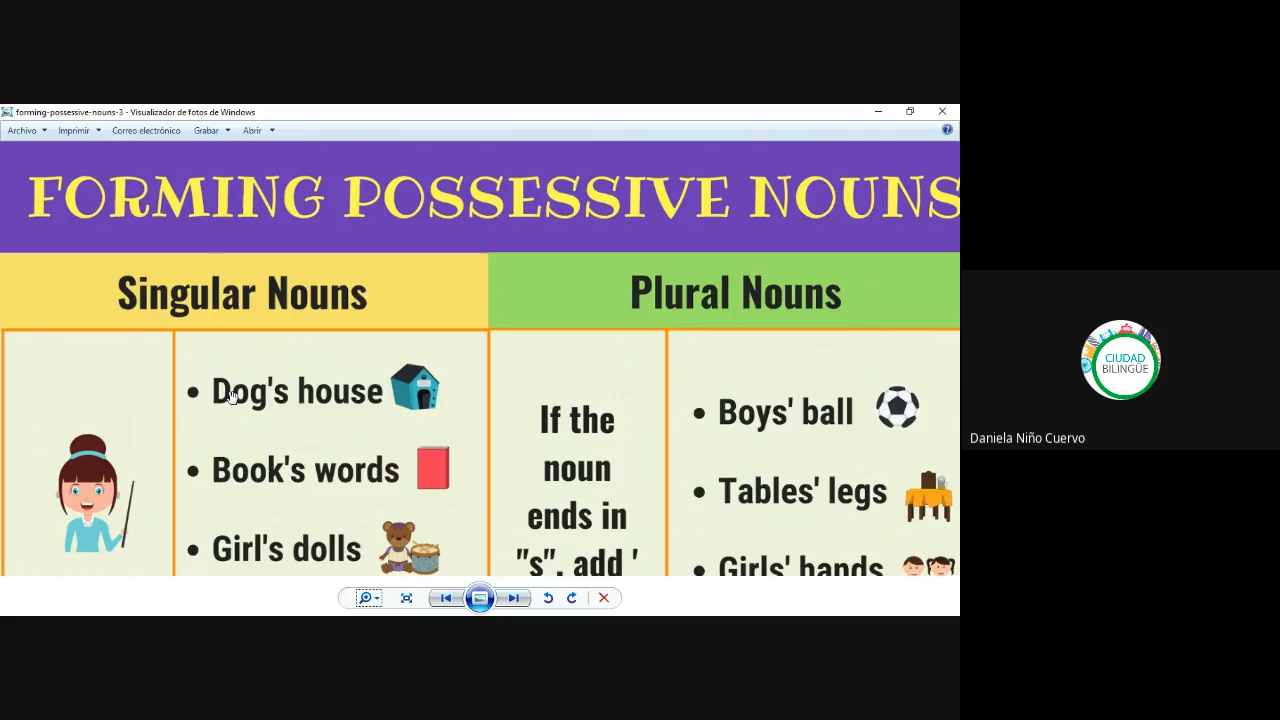 forming-possessive-nouns-3 - Visualizador de fotos de Windows
Archivo Imprimir Correo electrónico Grabar Abrir
FORMING POSSESSIVE NOUNS
Singular Nouns
Plural Nouns
• Dog's house
• Book's words
• Girl's dolls
If the
noun
ends in
"s", add '
• Boys' ball
• Tables' legs
• Girls' hands
CIUDAD
BILINGÜE
Daniela Niño Cuervo